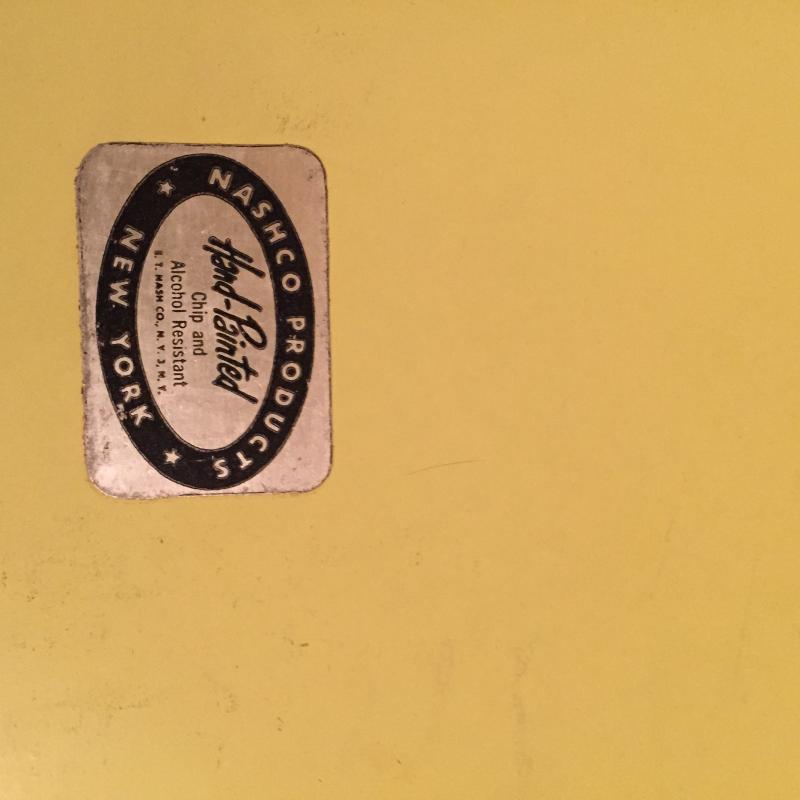 NASHCO PRODUCTS
Hand-Painted
Chip and
Alcohol Resistant
NASH CO., N. Y. 3, N. Y.
NEW YORK